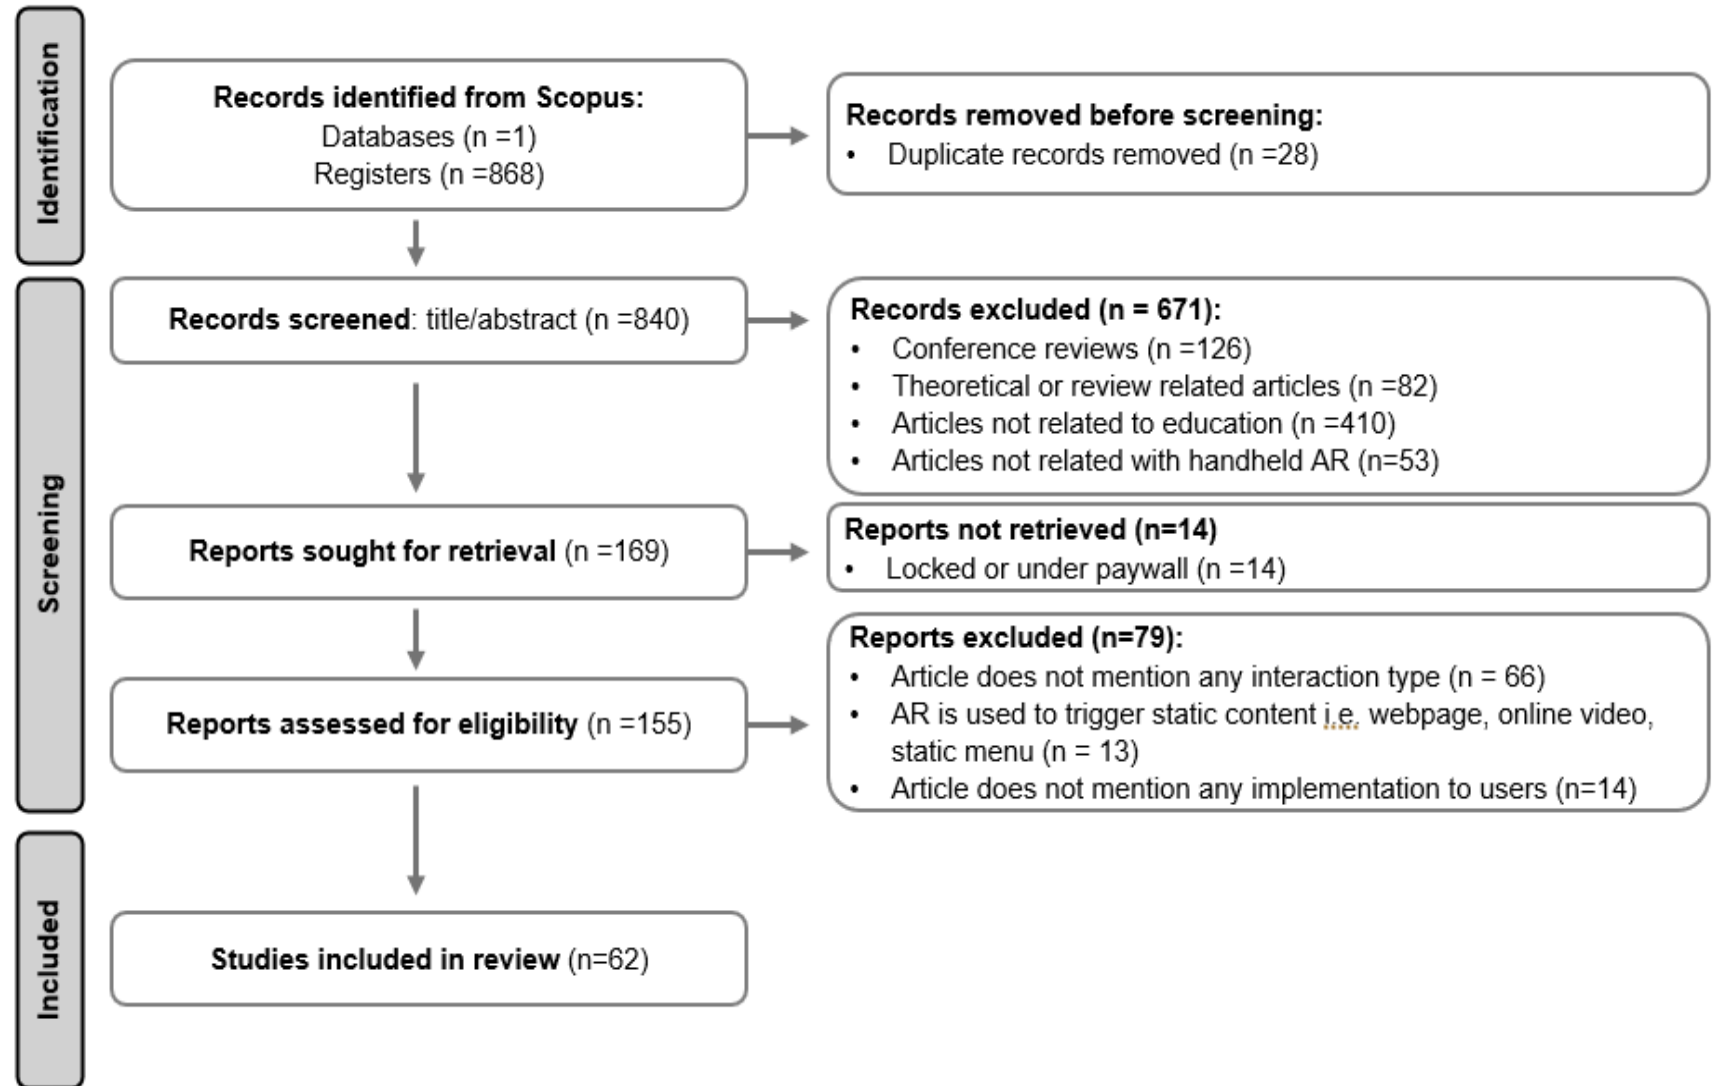 Identification
Records identified from Scopus:
Databases (n =1)
Registers (n =868)
Records removed before screening:
• Duplicate records removed (n =28)
Screening
Records screened: title/abstract (n =840)
Records excluded (n = 671):
• Conference reviews (n =126)
• Theoretical or review related articles (n =82)
• Articles not related to education (n =410)
• Articles not related with handheld AR (n=53)
Reports sought for retrieval (n =169)
Reports not retrieved (n=14)
• Locked or under paywall (n =14)
Reports assessed for eligibility (n =155)
Reports excluded (n=79):
• Article does not mention any interaction type (n = 66)
• AR is used to trigger static content i.e. webpage, online video,
static menu (n = 13)
• Article does not mention any implementation to users (n=14)
Included
Studies included in review (n=62)